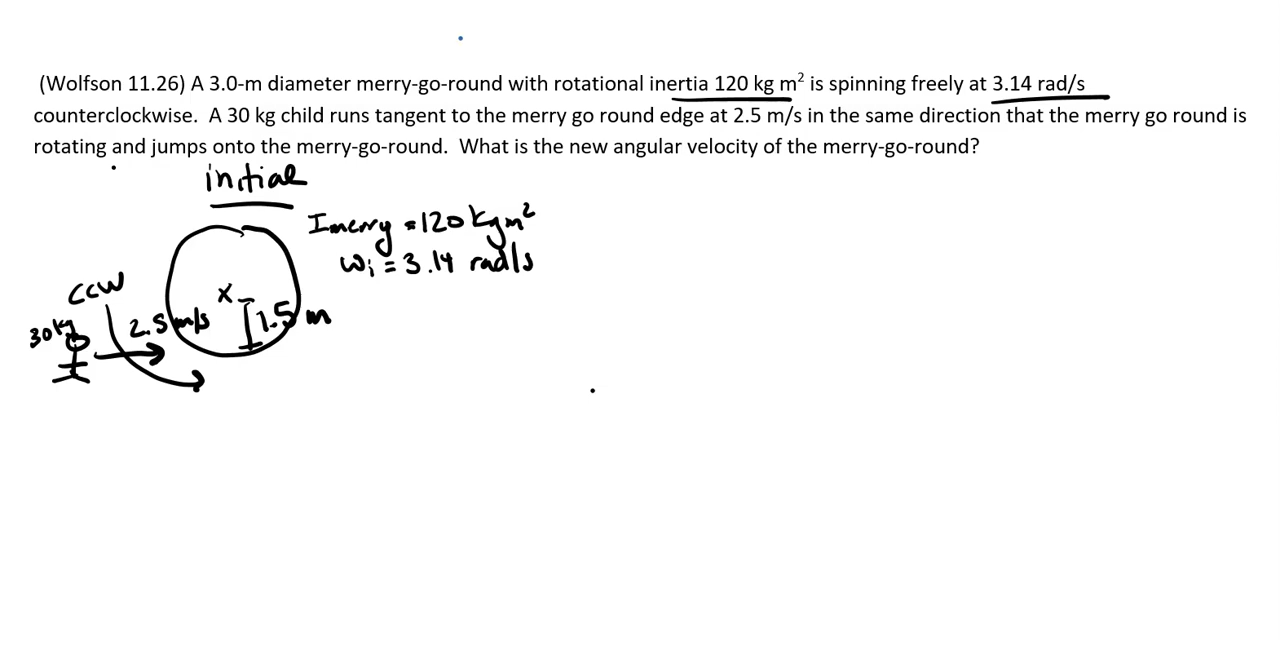 (Wolfson 11.26) A 3.0-m diameter merry-go-round with rotational inertia 120 kg m² is spinning freely at 3.14 rad/s
counterclockwise.  A 30 kg child runs tangent to the merry go round edge at 2.5 m/s in the same direction that the merry go round is
rotating and jumps onto the merry-go-round.  What is the new angular velocity of the merry-go-round?
initial
Imerry = 120 kg m²
ωi = 3.14 rad/s
CCW
30 kg
2.5 m/s
x
1.5 m